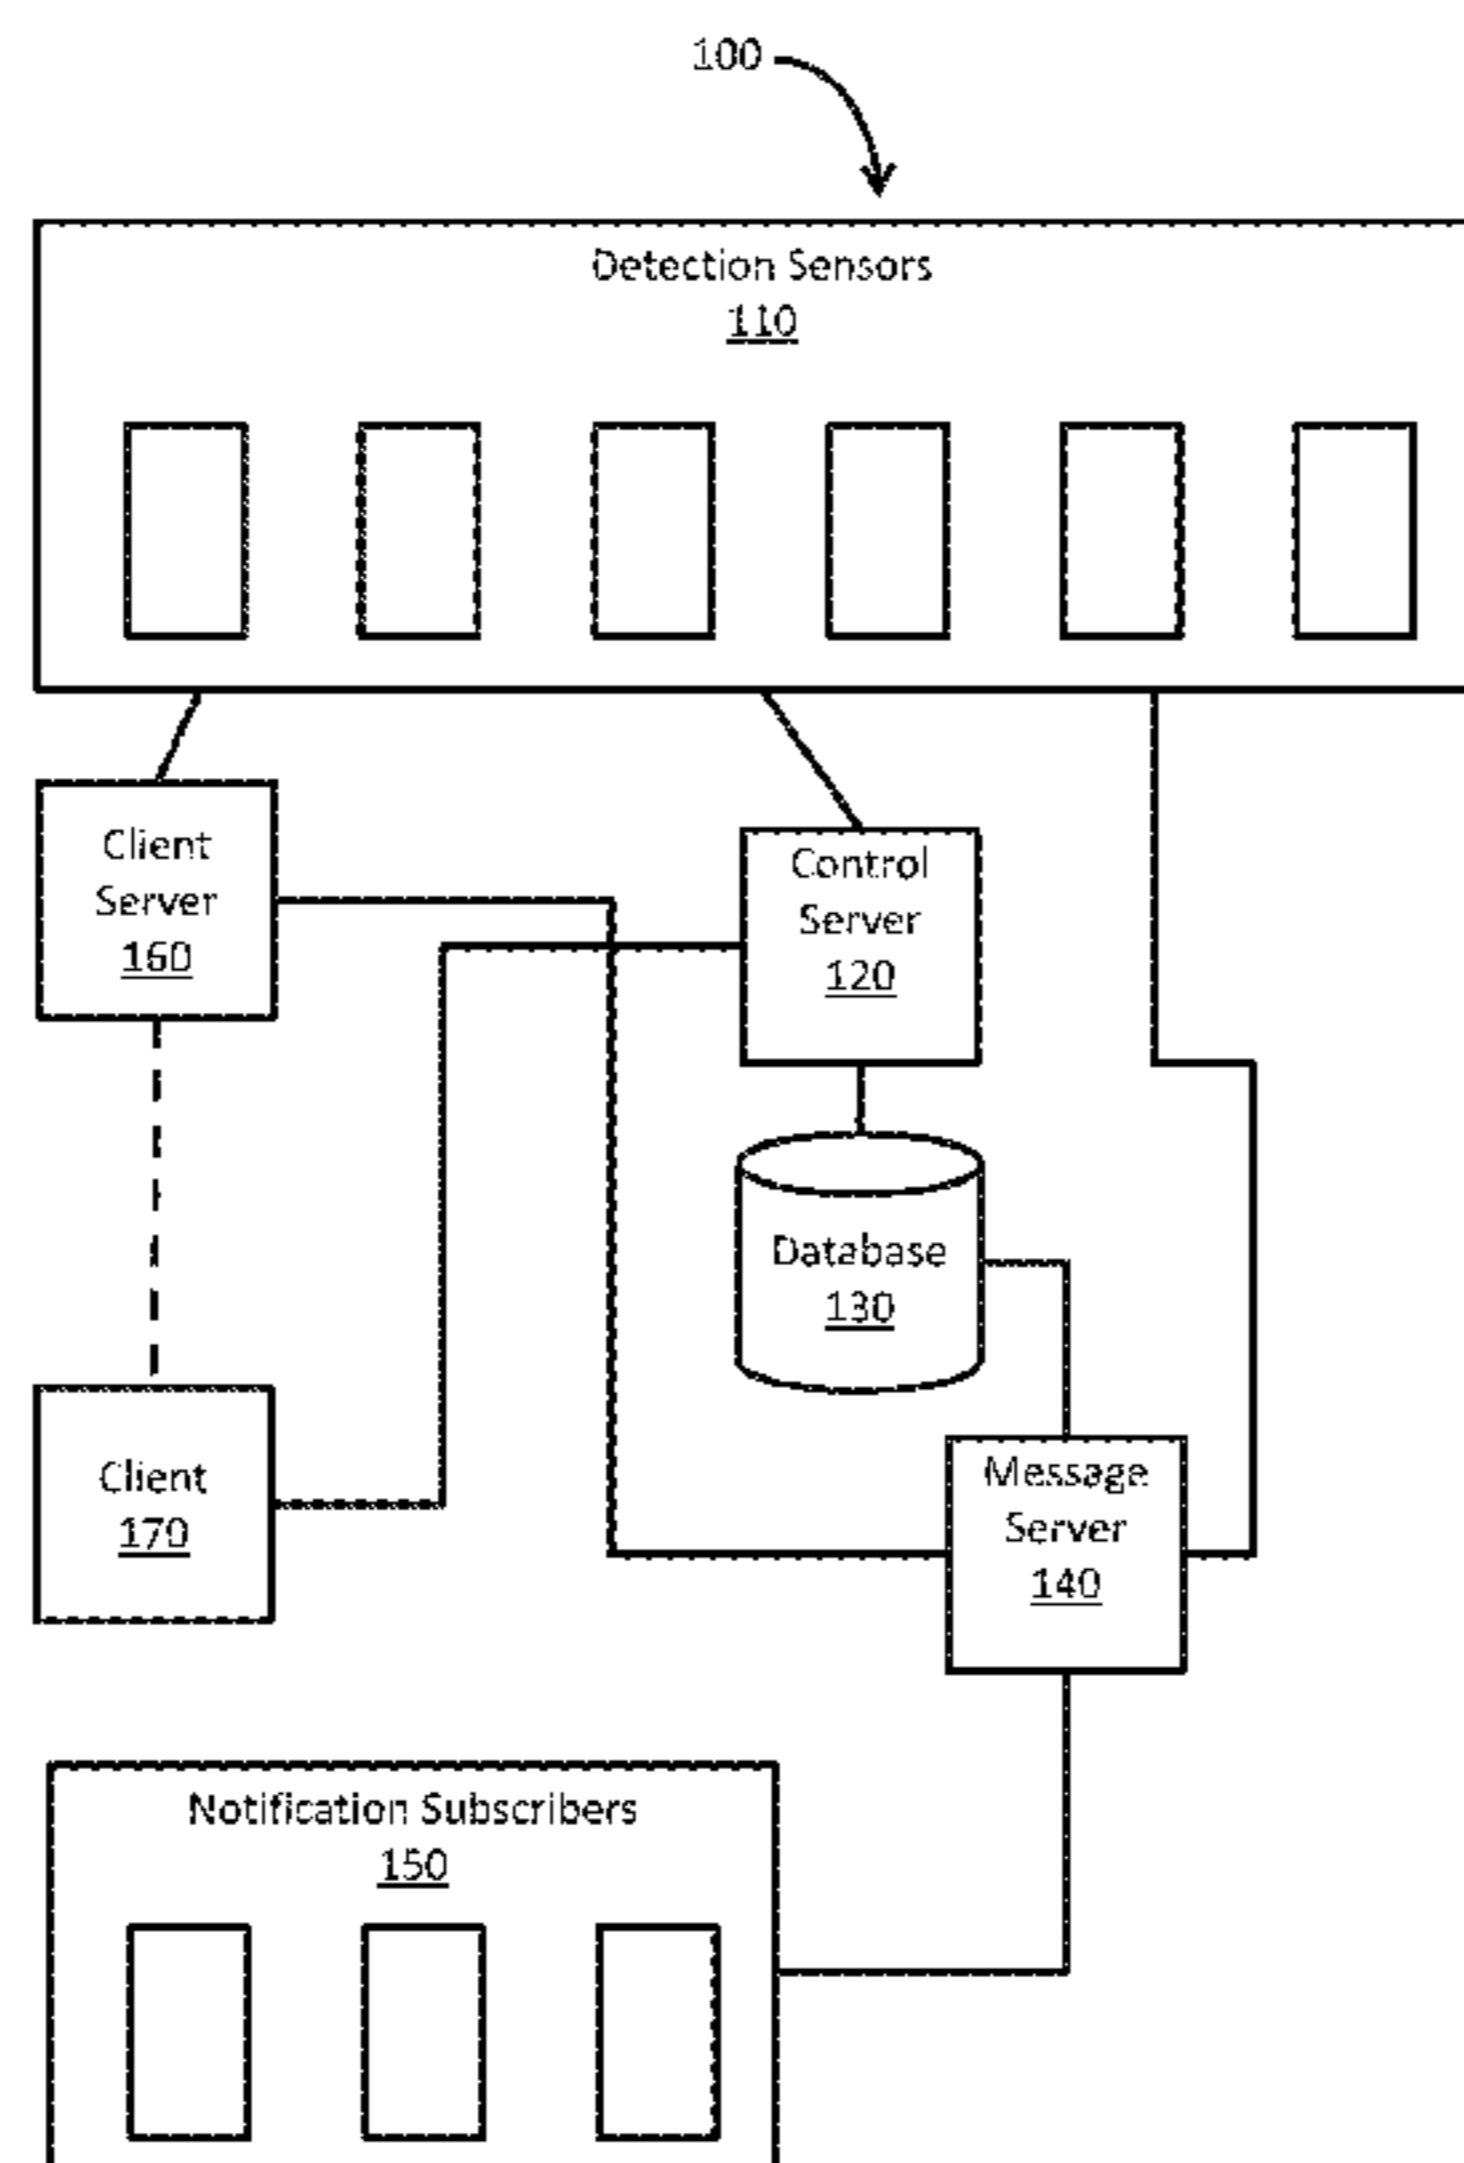 100
Detection Sensors
110
Client
Server
160
Control
Server
120
Database
130
Client
170
Message
Server
140
Notification Subscribers
150